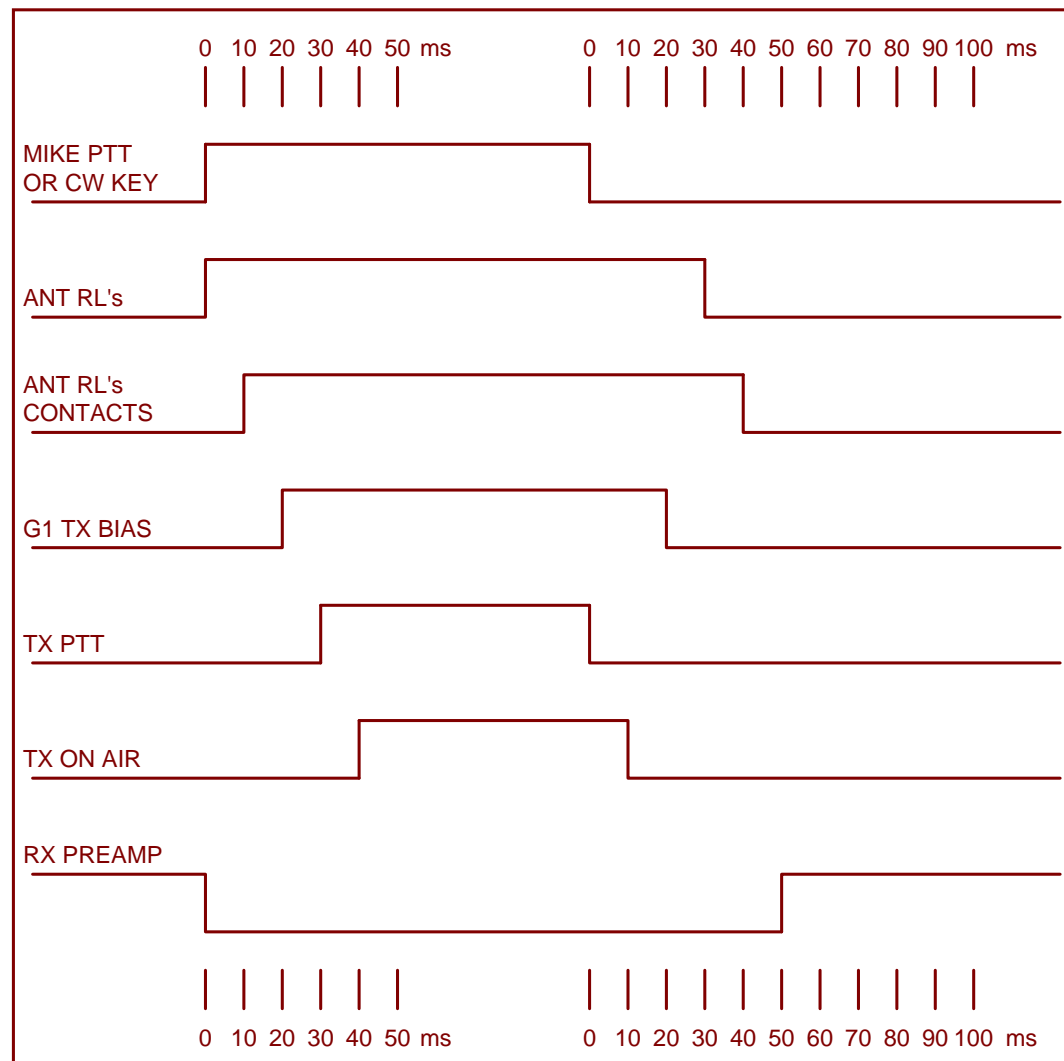 0 10 20 30 40 50 ms 0 10 20 30 40 50 60 70 80 90 100 ms
MIKE PTT
OR CW KEY
ANT RL's
ANT RL's
CONTACTS
G1 TX BIAS
TX PTT
TX ON AIR
RX PREAMP
0 10 20 30 40 50 ms 0 10 20 30 40 50 60 70 80 90 100 ms